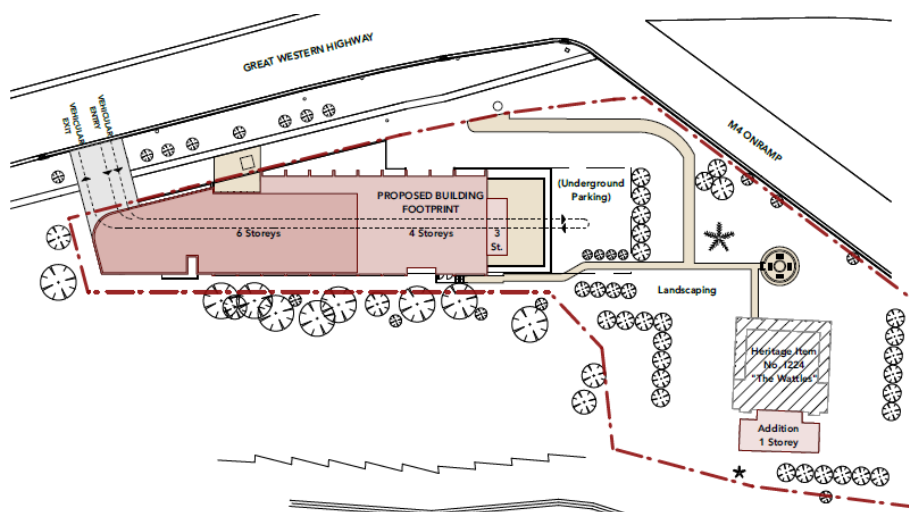 GREAT WESTERN HIGHWAY
VEHICULAR
EXIT
VEHICULAR
ENTRY
M4 ONRAMP
PROPOSED BUILDING
FOOTPRINT
6 Storeys
4 Storeys
3
St.
(Underground
Parking)
Landscaping
Heritage Item
No. I224
"The Wattles"
Addition
1 Storey